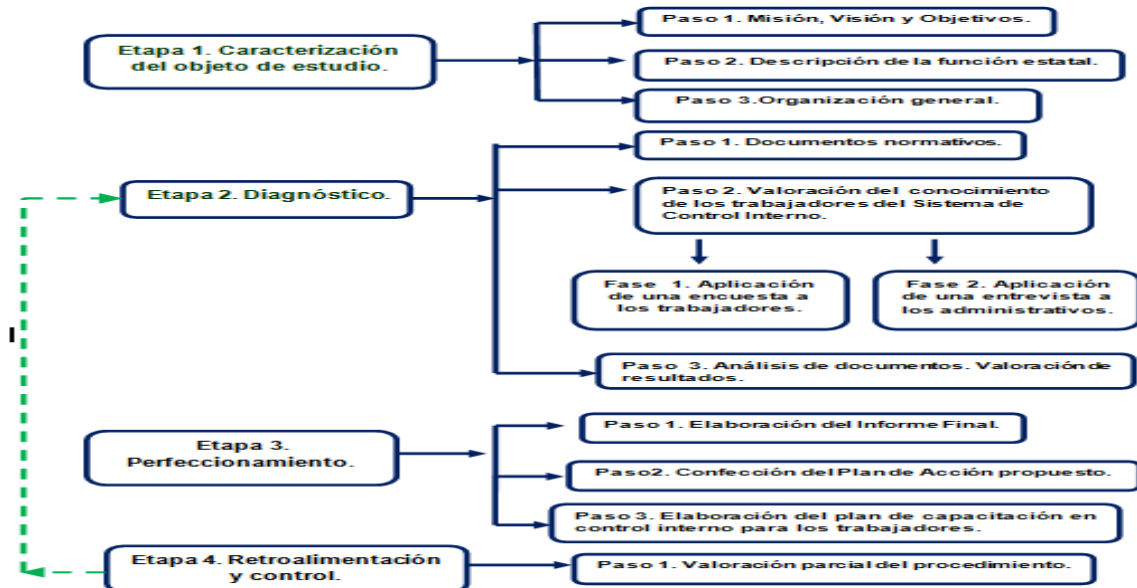 Paso 1. Misión, Visión y Objetivos.
Etapa 1. Caracterización
del objeto de estudio.
Paso 2. Descripción de la función estatal.
Paso 3.Organización general.
Paso 1. Documentos normativos.
Etapa 2. Diagnóstico.
Paso 2. Valoración del conocimiento
de los trabajadores del Sistema de
Control Interno.
Fase 1. Aplicación
de una encuesta a
los trabajadores.
Fase 2. Aplicación
de una entrevista a
los administrativos.
I
Paso 3. Análisis de documentos. Valoración de
resultados.
Etapa 3.
Perfeccionamiento.
Paso 1. Elaboración del Informe Final.
Paso2. Confección del Plan de Acción propuesto.
Paso 3. Elaboración del plan de capacitación en
control interno para los trabajadores.
Etapa 4. Retroalimentación
y control.
Paso 1. Valoración parcial del procedimiento.